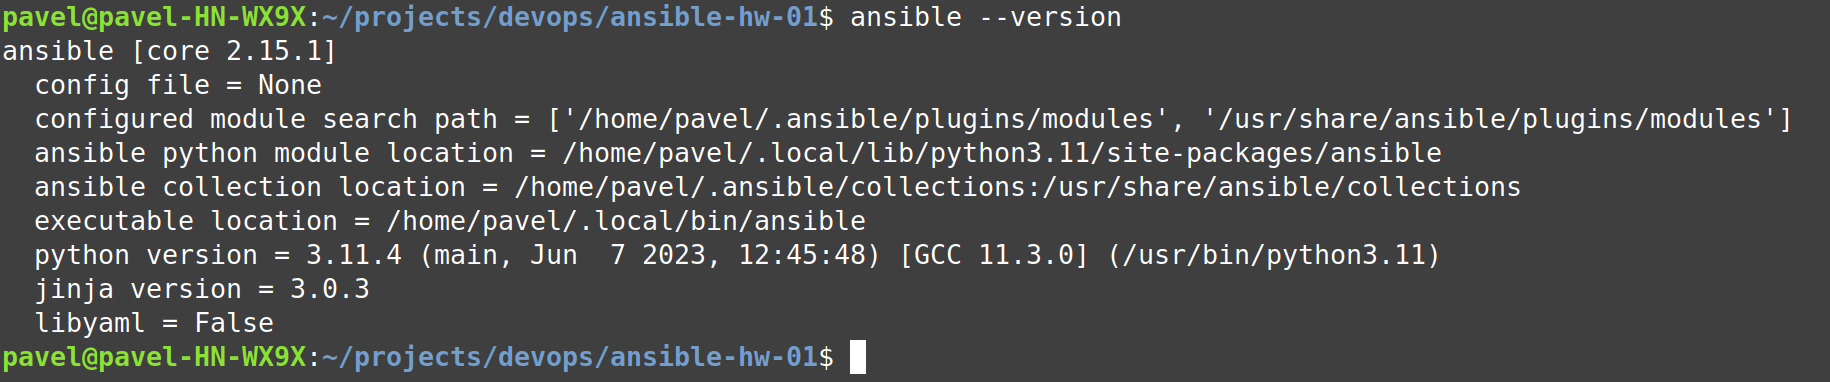 pavel@pavel-HN-WX9X:~/projects/devops/ansible-hw-01$ ansible --version
ansible [core 2.15.1]
  config file = None
  configured module search path = ['/home/pavel/.ansible/plugins/modules', '/usr/share/ansible/plugins/modules']
  ansible python module location = /home/pavel/.local/lib/python3.11/site-packages/ansible
  ansible collection location = /home/pavel/.ansible/collections:/usr/share/ansible/collections
  executable location = /home/pavel/.local/bin/ansible
  python version = 3.11.4 (main, Jun  7 2023, 12:45:48) [GCC 11.3.0] (/usr/bin/python3.11)
  jinja version = 3.0.3
  libyaml = False
pavel@pavel-HN-WX9X:~/projects/devops/ansible-hw-01$